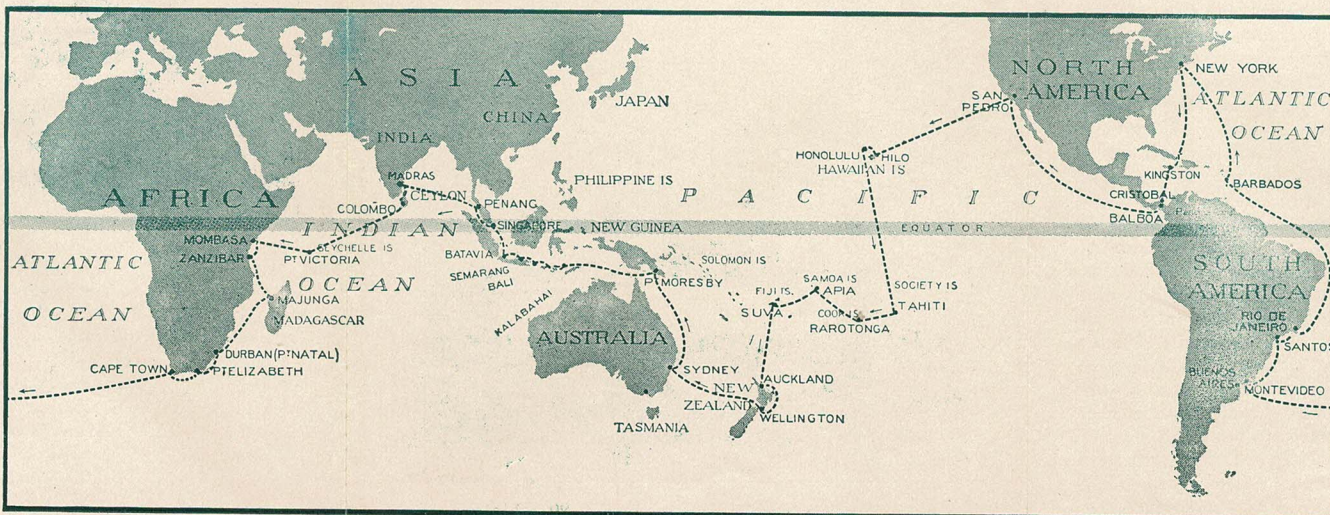 ASIA
JAPAN
CHINA
INDIA
MADRAS
CEYLON
COLOMBO
PENANG
SINGAPORE
PHILIPPINE IS
AFRICA
INDIAN
OCEAN
MOMBASA
ZANZIBAR
SEYCHELLE IS
PT VICTORIA
MAJUNGA
MADAGASCAR
DURBAN (PT NATAL)
PT ELIZABETH
CAPE TOWN
ATLANTIC
OCEAN
BATAVIA
SEMARANG
BALI
KALABAHAI
NEW GUINEA
PT MORESBY
SOLOMON IS
AUSTRALIA
SYDNEY
TASMANIA
NEW
ZEALAND
AUCKLAND
WELLINGTON
FIJI IS.
SUVA
SAMOA IS
APIA
COOK IS
RAROTONGA
SOCIETY IS
TAHITI
PACIFIC
EQUATOR
HONOLULU
HILO
HAWAIIAN IS
NORTH
AMERICA
SAN
PEDRO
NEW YORK
ATLANTIC
OCEAN
KINGSTON
CRISTOBAL
BALBOA
BARBADOS
SOUTH
AMERICA
RIO DE
JANEIRO
SANTOS
BUENOS
AIRES
MONTEVIDEO